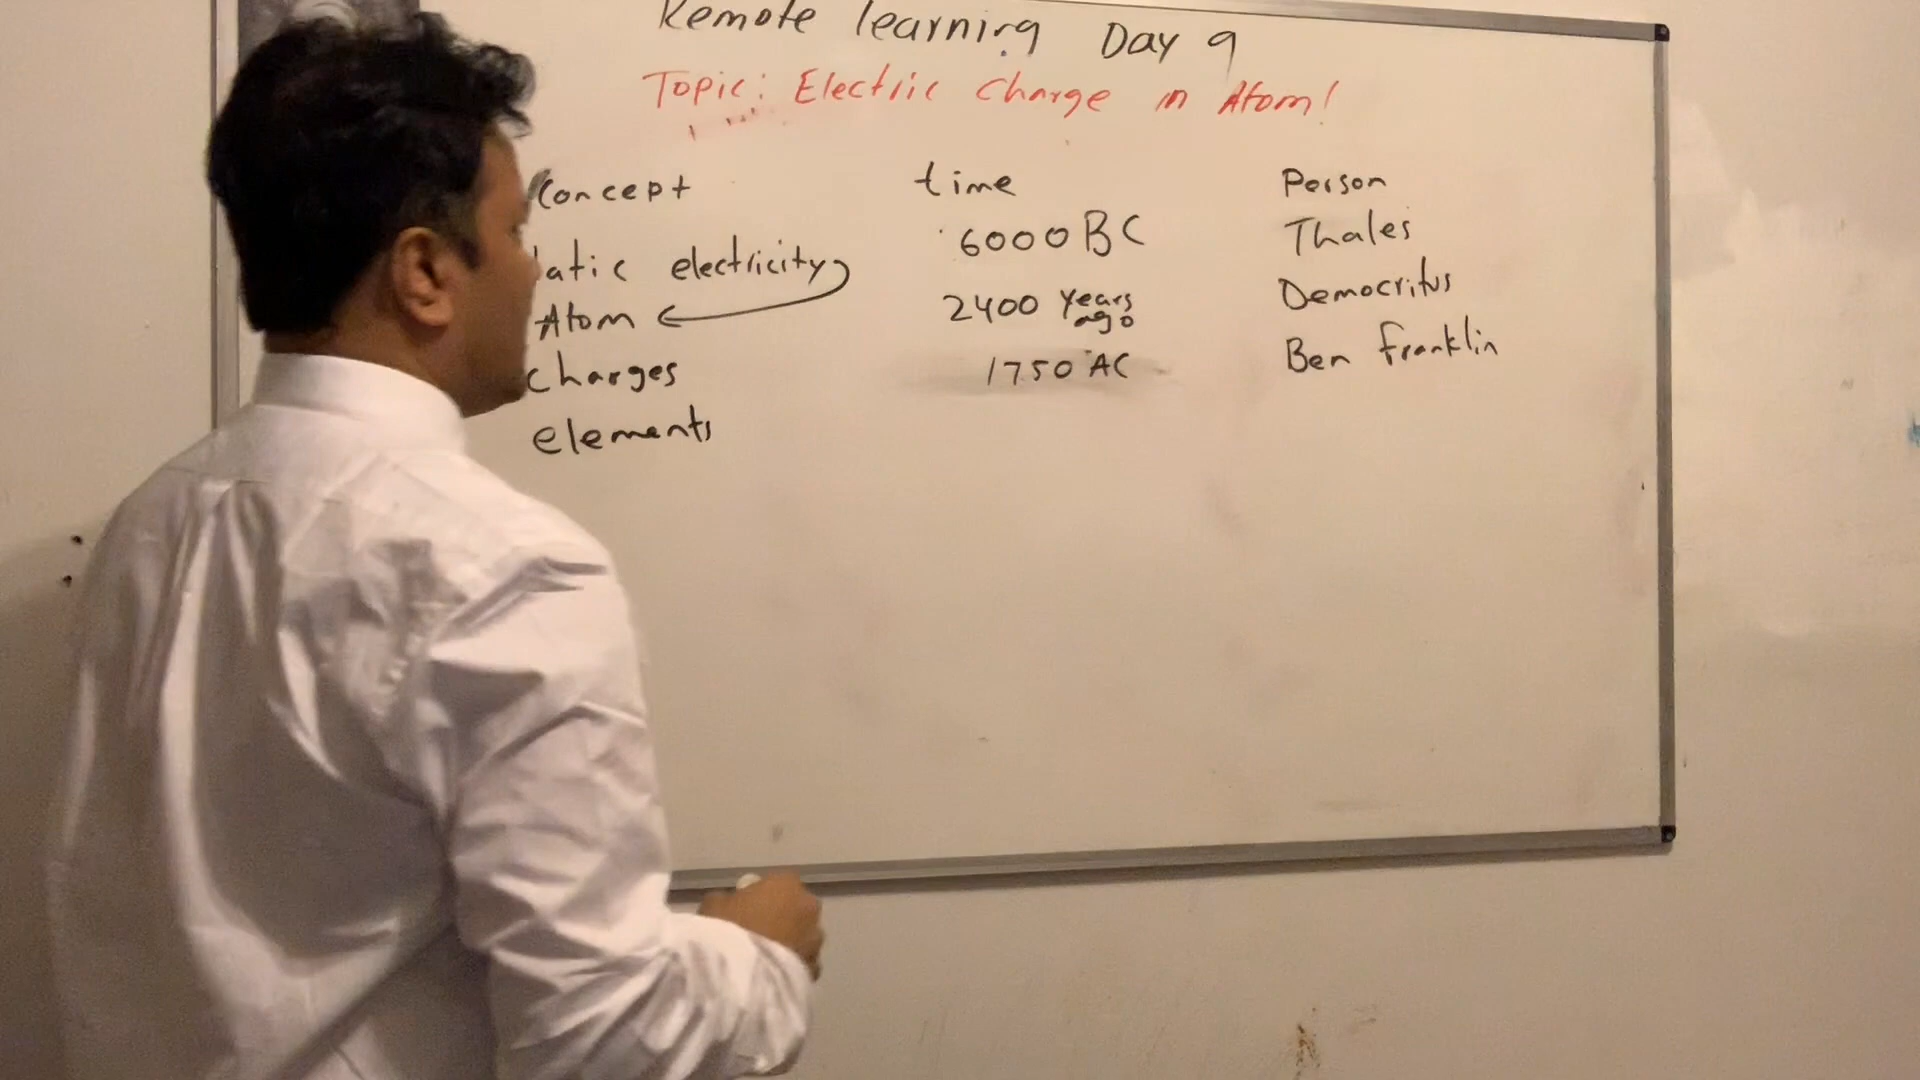 Remote learning Day 9
Topic: Electric charge in Atom!
Concept time Person
tatic electricity 6000 BC Thales
Atom 2400 years ago Democritus
charges 1750 AC Ben franklin
elements